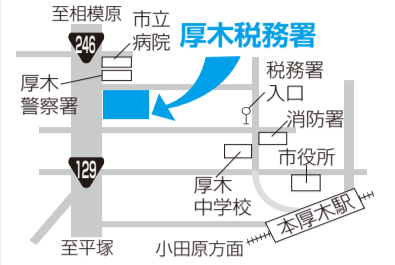 至相模原
市立
病院
厚木税務署
246
厚木
警察署
税務署
入口
消防署
市役所
129
厚木
中学校
本厚木駅
至平塚
小田原方面